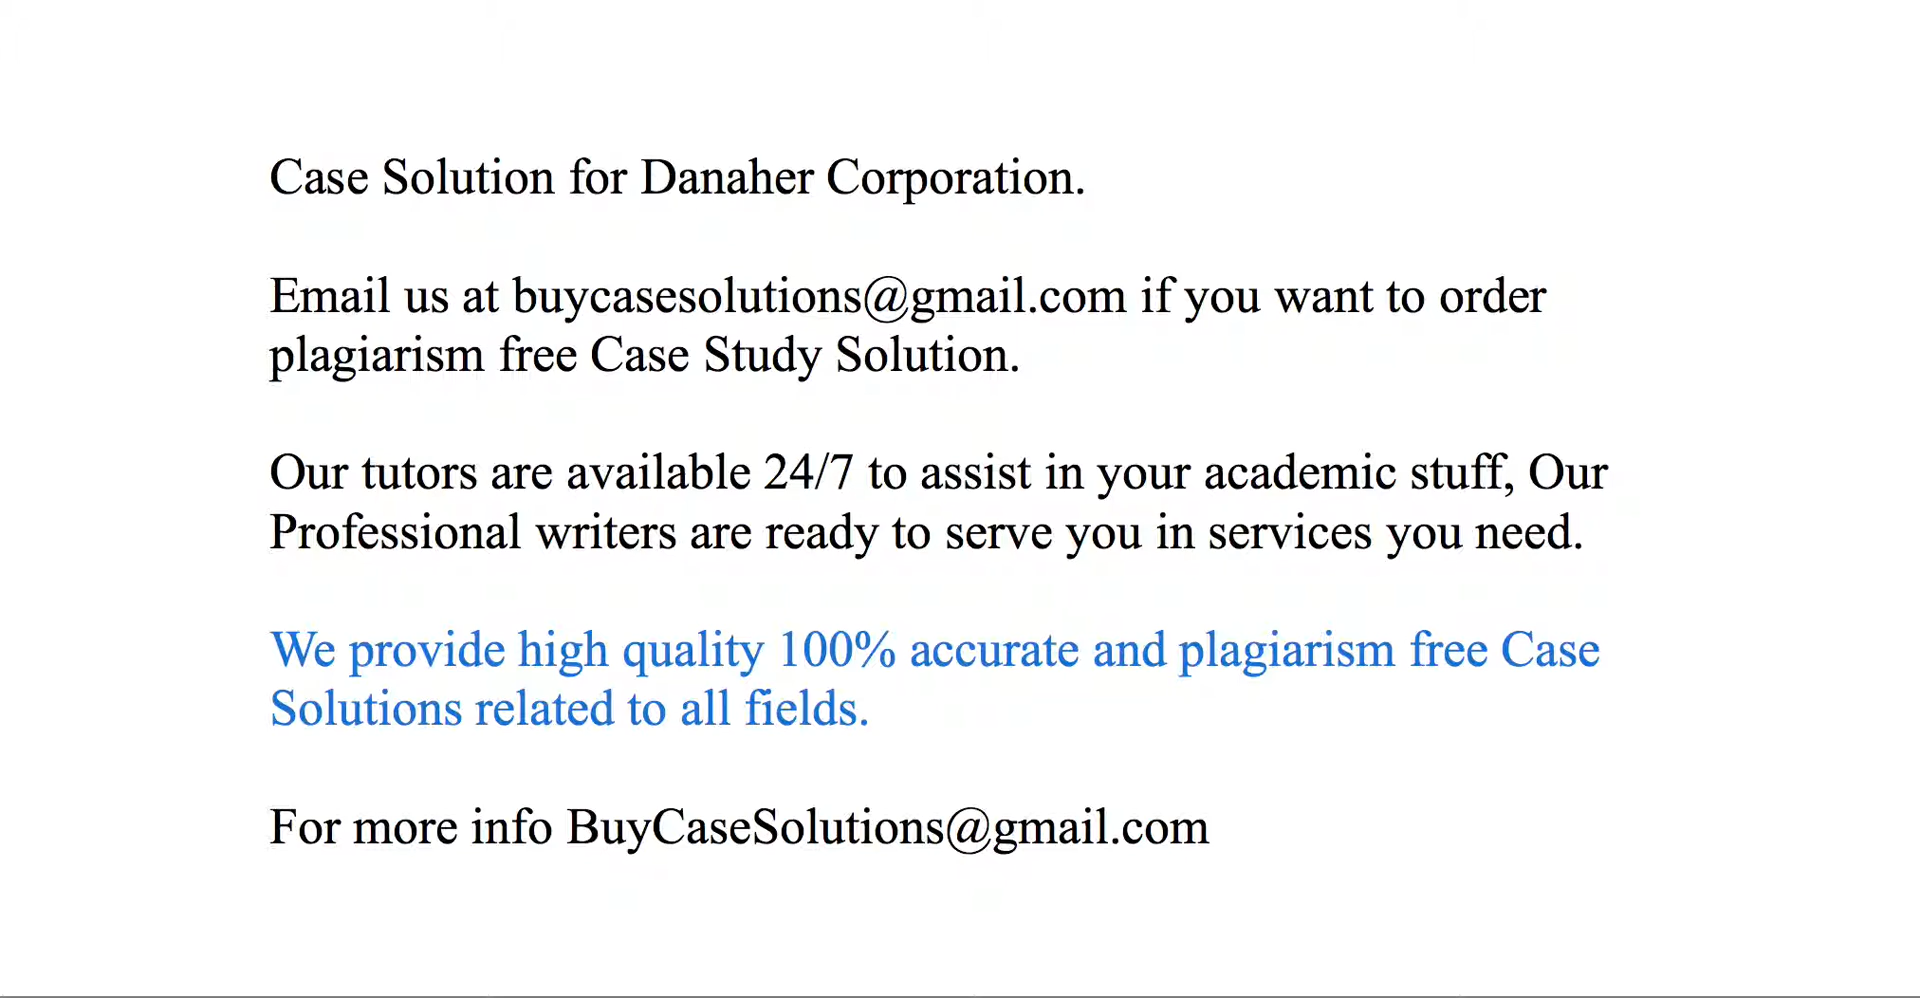 Case Solution for Danaher Corporation.
Email us at buycasesolutions@gmail.com if you want to order
plagiarism free Case Study Solution.
Our tutors are available 24/7 to assist in your academic stuff, Our
Professional writers are ready to serve you in services you need.
We provide high quality 100% accurate and plagiarism free Case
Solutions related to all fields.
For more info BuyCaseSolutions@gmail.com